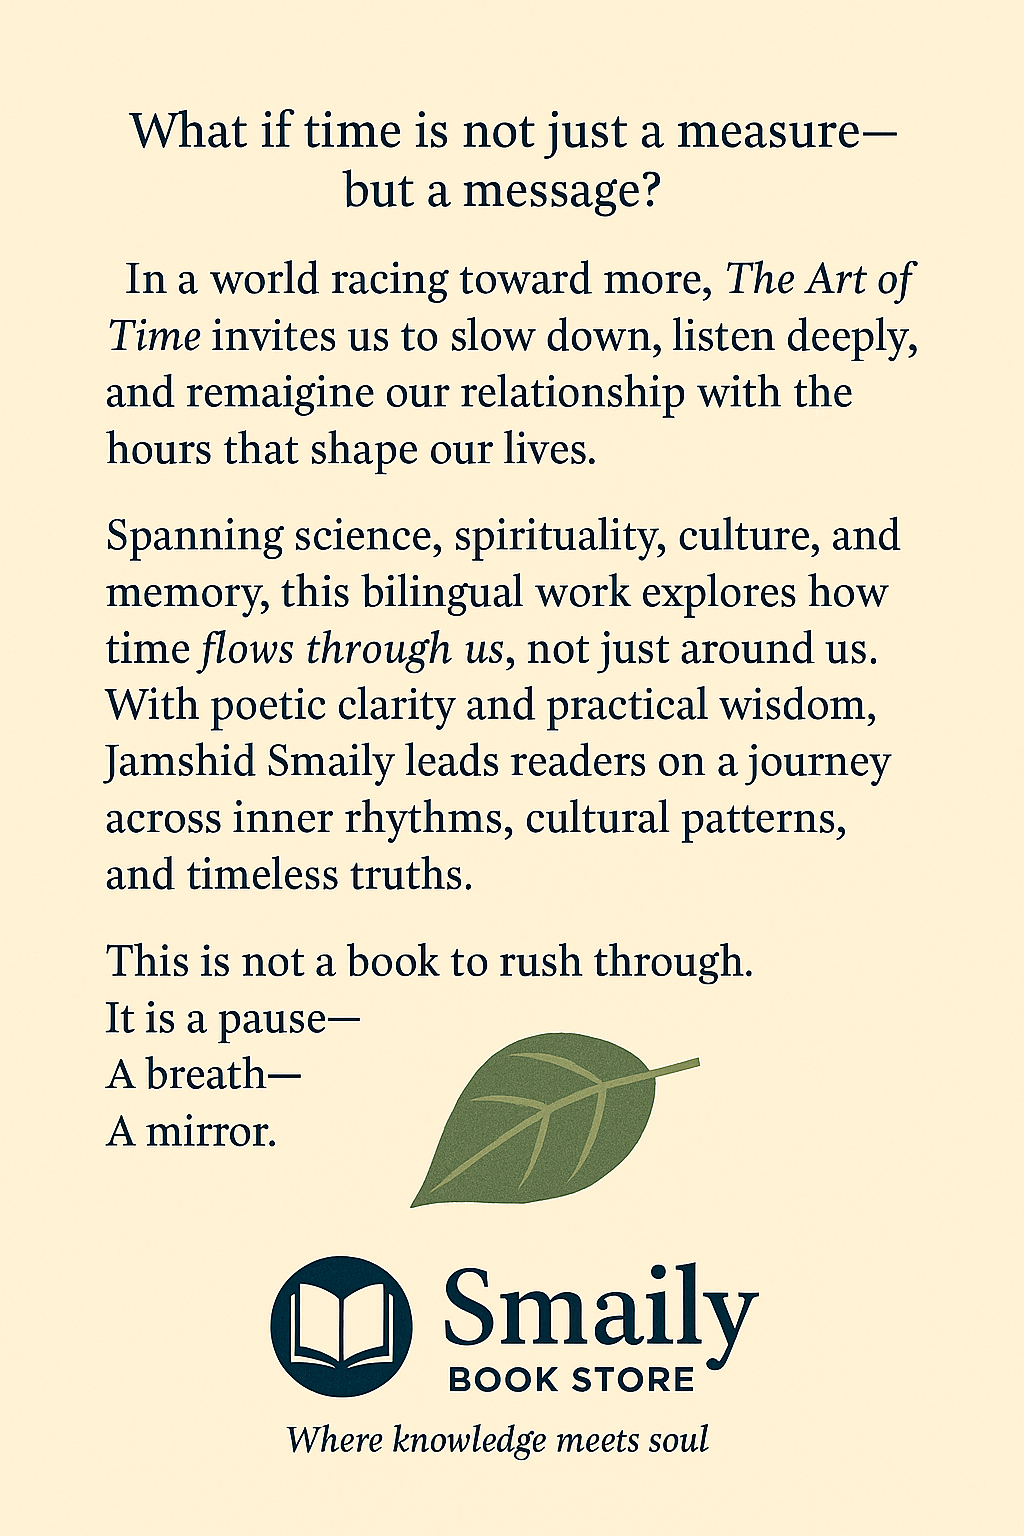 What if time is not just a measure—
but a message?
In a world racing toward more, The Art of
Time invites us to slow down, listen deeply,
and remaigine our relationship with the
hours that shape our lives.
Spanning science, spirituality, culture, and
memory, this bilingual work explores how
time flows through us, not just around us.
With poetic clarity and practical wisdom,
Jamshid Smaily leads readers on a journey
across inner rhythms, cultural patterns,
and timeless truths.
This is not a book to rush through.
It is a pause—
A breath—
A mirror.
Smaily
BOOK STORE
Where knowledge meets soul